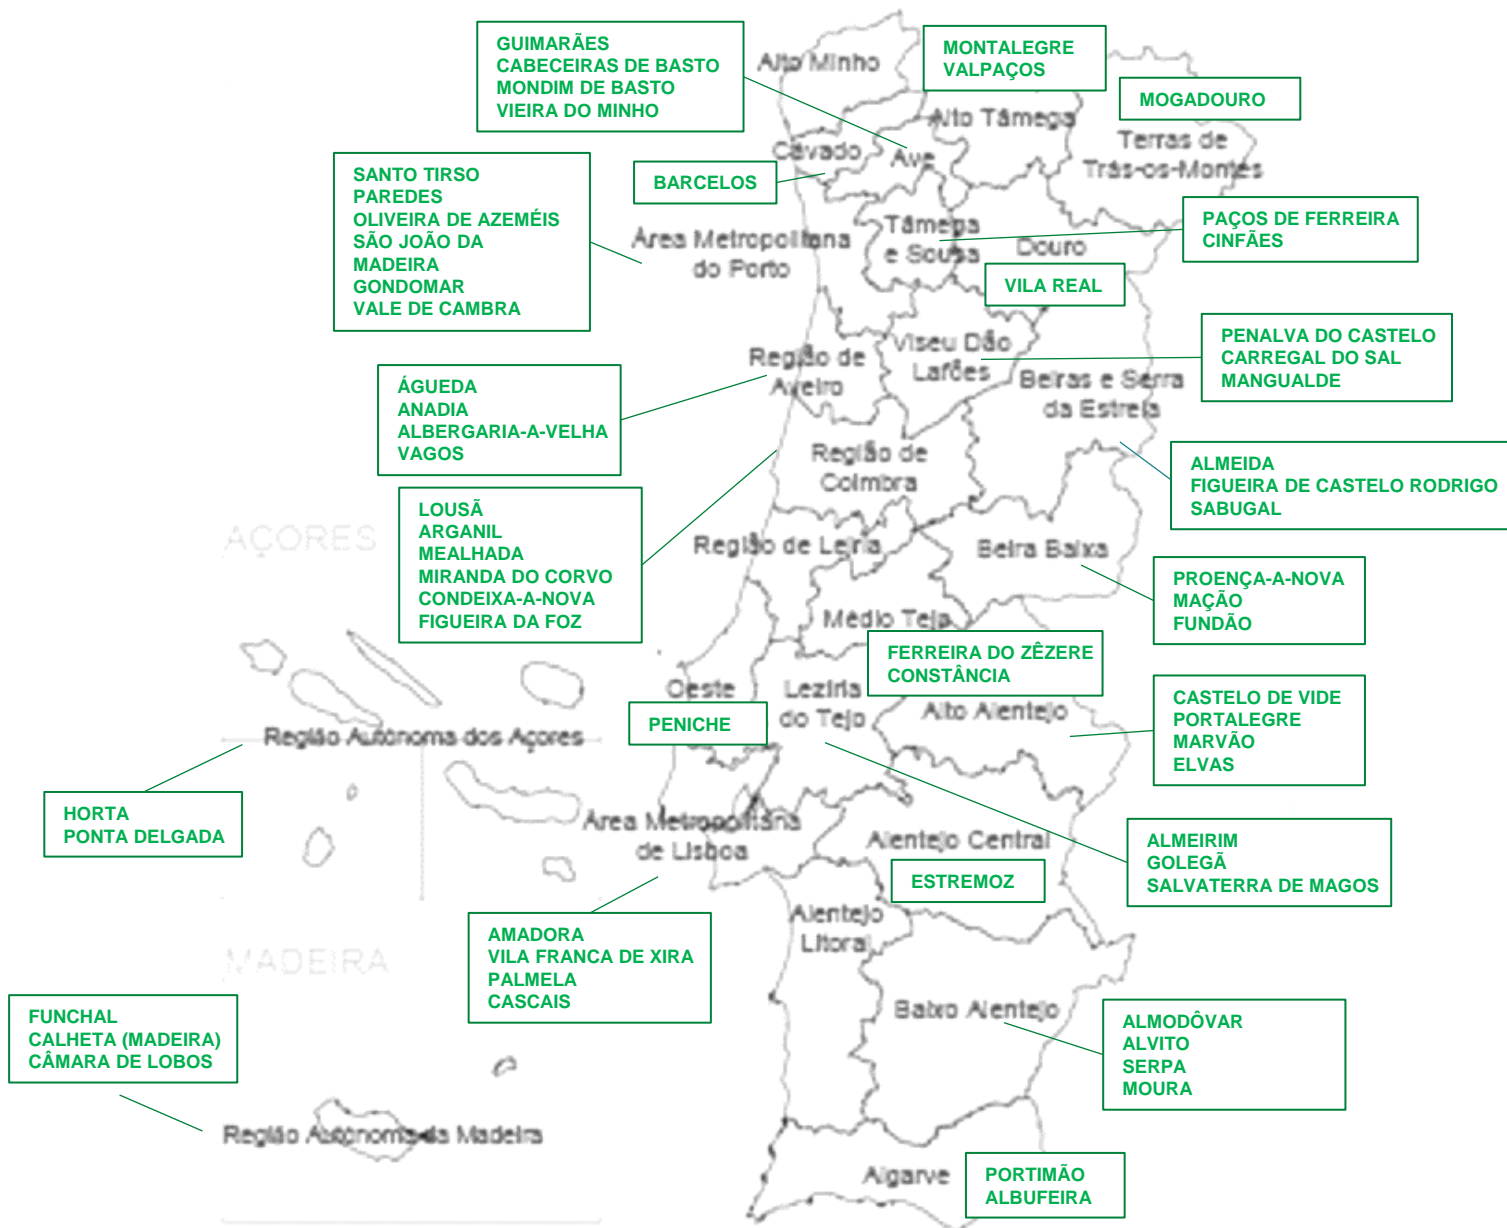 GUIMARÃES
CABECEIRAS DE BASTO
MONDIM DE BASTO
VIEIRA DO MINHO
Alto Minho
MONTALEGRE
VALPAÇOS
MOGADOURO
Alto Tâmega
Terras de
Trás-os-Montes
Cávado
Ave
BARCELOS
SANTO TIRSO
PAREDES
OLIVEIRA DE AZEMÉIS
SÃO JOÃO DA
MADEIRA
GONDOMAR
VALE DE CAMBRA
Área Metropolitana
do Porto
Tâmega
e Sousa
Douro
PAÇOS DE FERREIRA
CINFÃES
VILA REAL
Viseu Dão
Lafões
PENALVA DO CASTELO
CARREGAL DO SAL
MANGUALDE
Região de
Aveiro
Beiras e Serra
da Estrela
ÁGUEDA
ANADIA
ALBERGARIA-A-VELHA
VAGOS
Região de
Coimbra
ALMEIDA
FIGUEIRA DE CASTELO RODRIGO
SABUGAL
LOUSÃ
ARGANIL
MEALHADA
MIRANDA DO CORVO
CONDEIXA-A-NOVA
FIGUEIRA DA FOZ
AÇORES
Região de Leiria
Beira Baixa
PROENÇA-A-NOVA
MAÇÃO
FUNDÃO
Médio Tejo
FERREIRA DO ZÊZERE
CONSTÂNCIA
Oeste
Lezíria
do Tejo
Alto Alentejo
CASTELO DE VIDE
PORTALEGRE
MARVÃO
ELVAS
PENICHE
Região Autónoma dos Açores
HORTA
PONTA DELGADA
Área Metropolitana
de Lisboa
Alentejo Central
ALMEIRIM
GOLEGÃ
SALVATERRA DE MAGOS
ESTREMOZ
Alentejo
Litoral
AMADORA
VILA FRANCA DE XIRA
PALMELA
CASCAIS
MADEIRA
FUNCHAL
CALHETA (MADEIRA)
CÂMARA DE LOBOS
Baixo Alentejo
ALMODÔVAR
ALVITO
SERPA
MOURA
Região Autónoma da Madeira
Algarve
PORTIMÃO
ALBUFEIRA